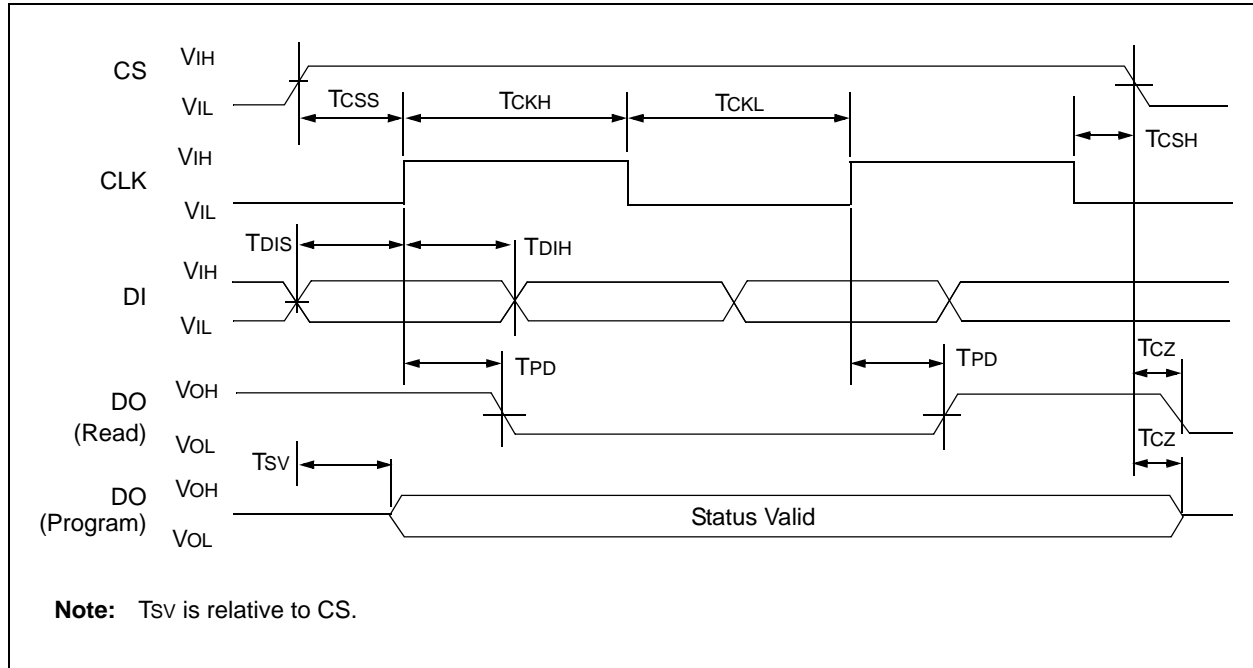 CS
VIH
VIL
TCSS
TCKH
TCKL
TCSH
CLK
VIH
VIL
TDIS
TDIH
DI
VIH
VIL
TPD
TPD
TCZ
DO
(Read)
VOH
VOL
TCZ
TSV
DO
(Program)
VOH
VOL
Status Valid
Note: TSV is relative to CS.